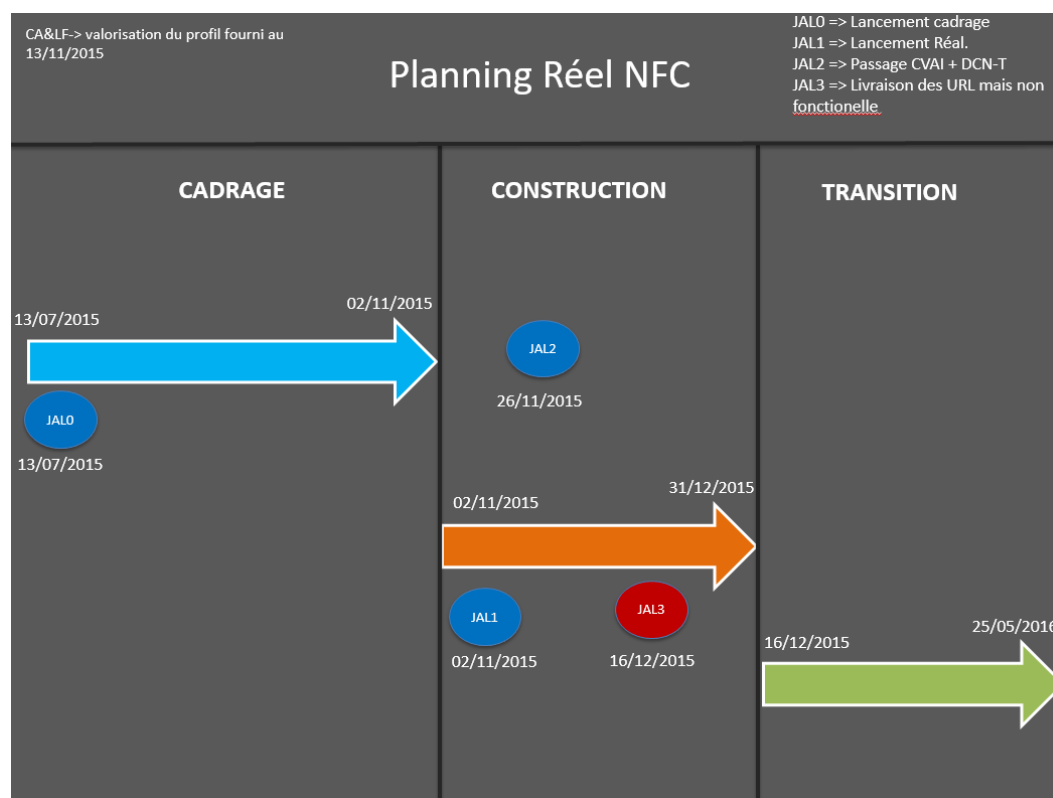 CA&LF-> valorisation du profil fourni au
13/11/2015
Planning Réel NFC
JAL0 => Lancement cadrage
JAL1 => Lancement Réal.
JAL2 => Passage CVAI + DCN-T
JAL3 => Livraison des URL mais non
fonctionelle
CADRAGE
CONSTRUCTION
TRANSITION
13/07/2015
02/11/2015
JAL0
13/07/2015
JAL2
26/11/2015
02/11/2015
31/12/2015
JAL1
02/11/2015
JAL3
16/12/2015
16/12/2015
25/05/2016